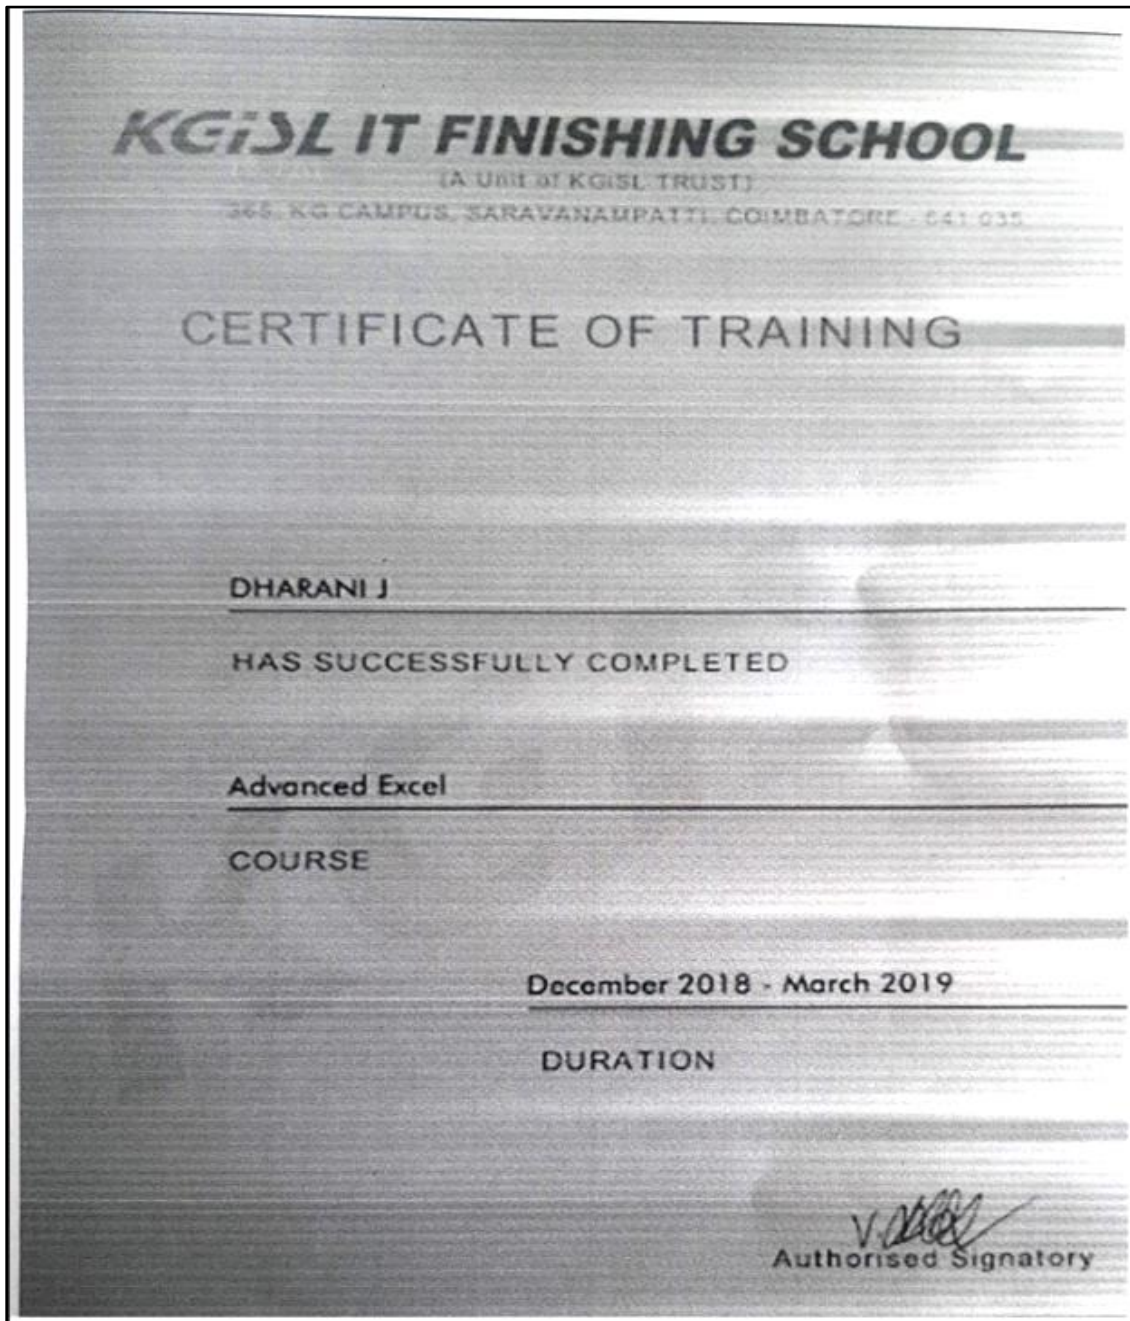 KGiSL IT FINISHING SCHOOL
(A Unit of KGiSL TRUST)
365, KG CAMPUS, SARAVANAMPATTI, COIMBATORE - 641 035
CERTIFICATE OF TRAINING
DHARANI J
HAS SUCCESSFULLY COMPLETED
Advanced Excel
COURSE
December 2018 - March 2019
DURATION
V.
Authorised Signatory